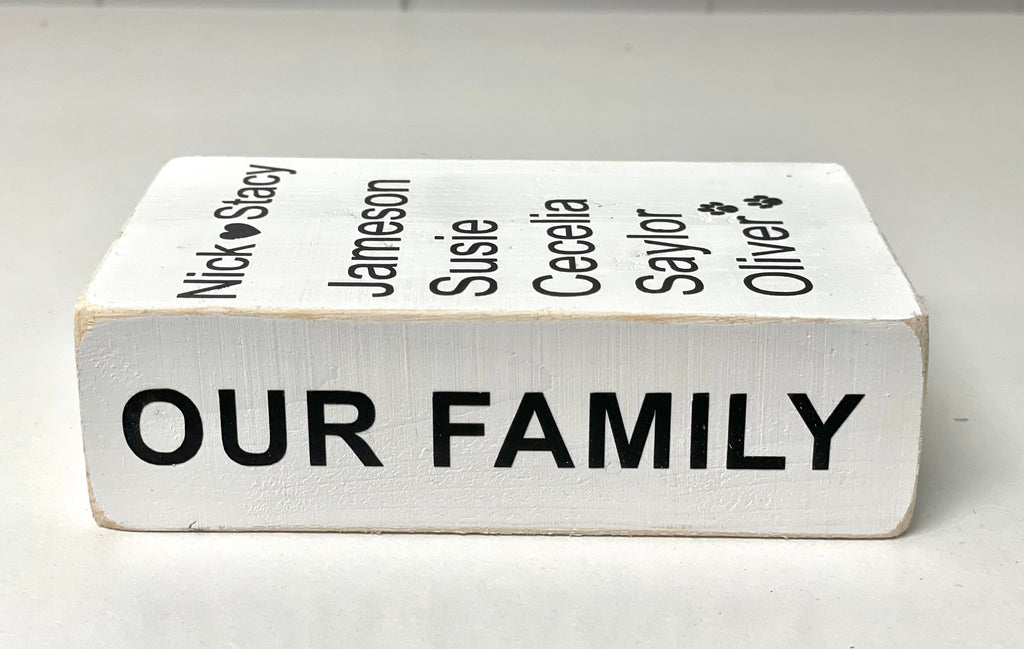 Nick♥Stacy
Jameson
Susie
Cecelia
Saylor
Oliver
OUR FAMILY